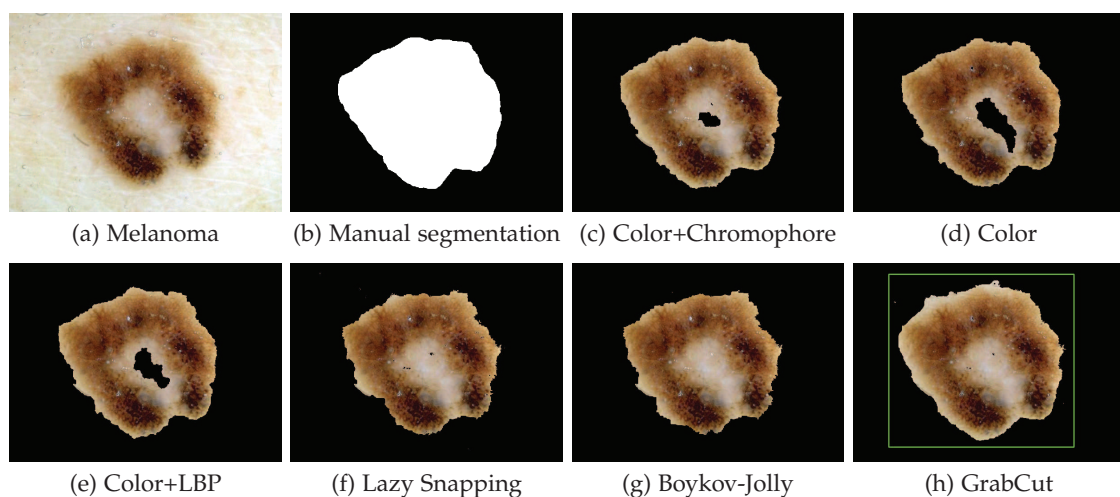 (a) Melanoma
(b) Manual segmentation
(c) Color+Chromophore
(d) Color
(e) Color+LBP
(f) Lazy Snapping
(g) Boykov-Jolly
(h) GrabCut